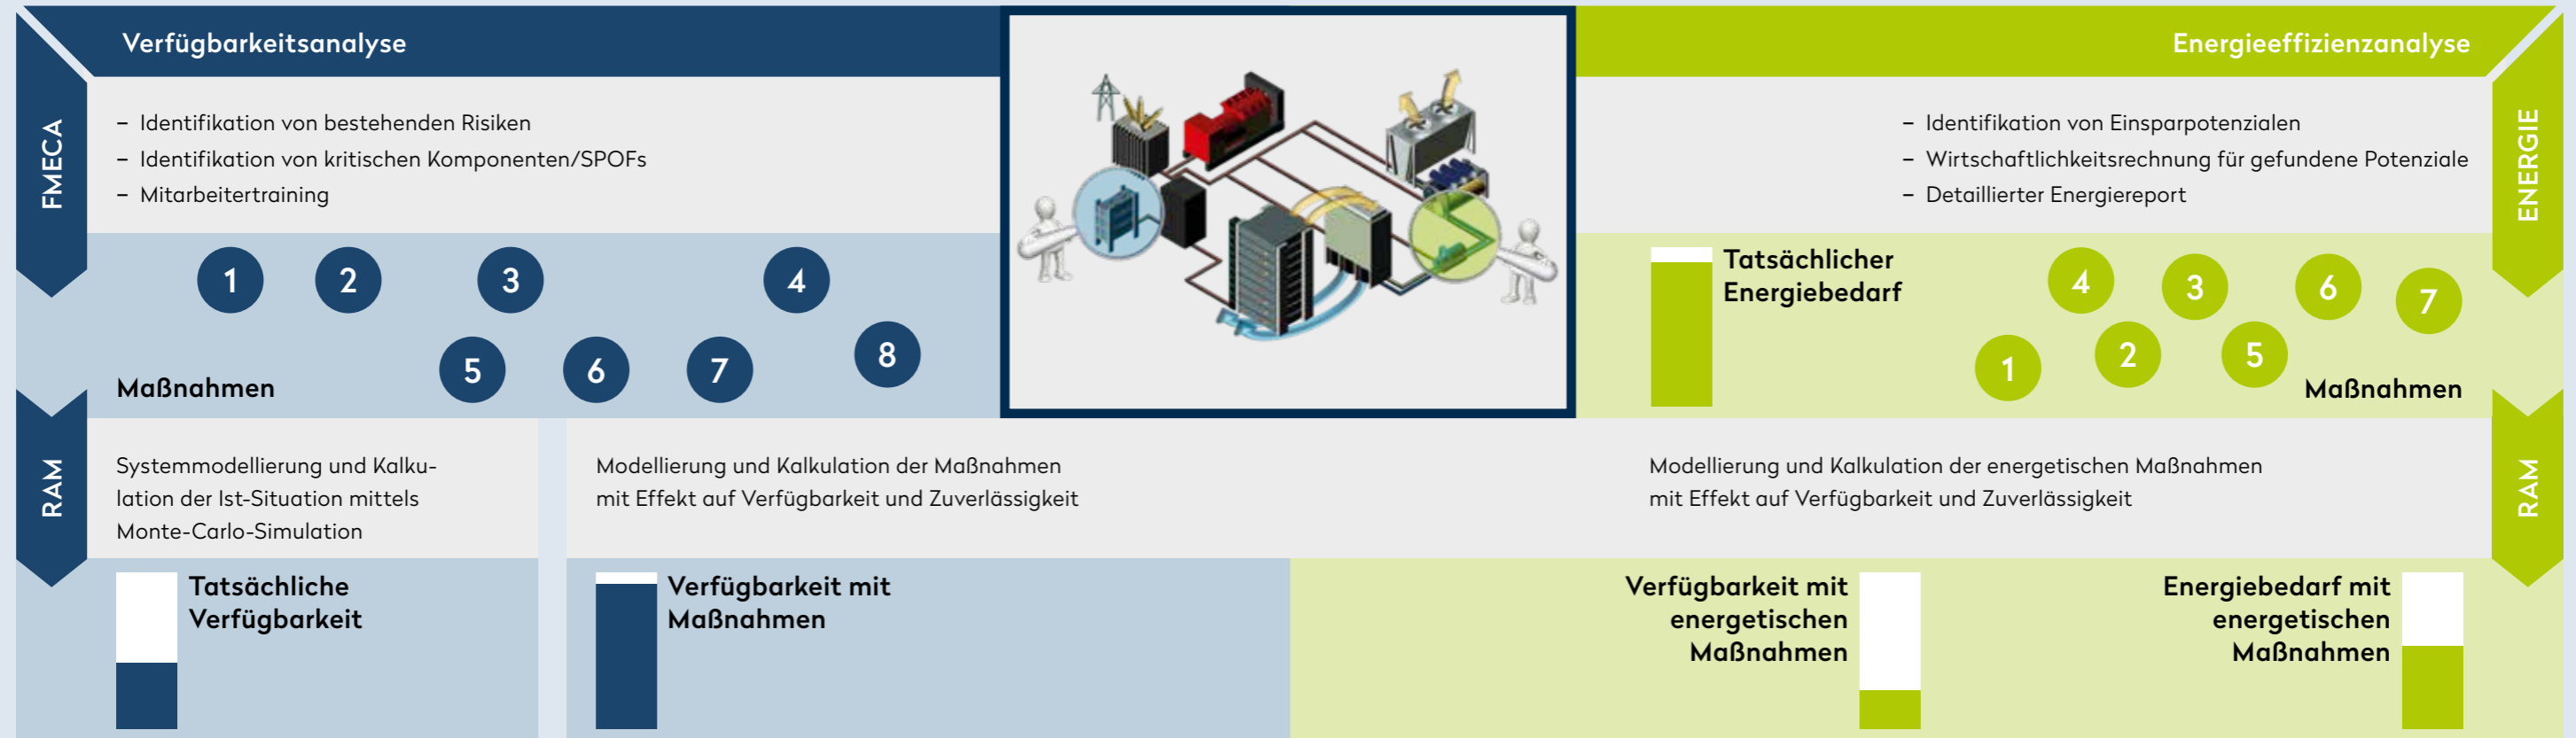 Verfügbarkeitsanalyse
FMECA
– Identifikation von bestehenden Risiken
– Identifikation von kritischen Komponenten/SPOFs
– Mitarbeitertraining
1
2
3
4
5
6
7
8
Maßnahmen
Energieeffizienzanalyse
ENERGIE
– Identifikation von Einsparpotenzialen
– Wirtschaftlichkeitsrechnung für gefundene Potenziale
– Detaillierter Energiereport
Tatsächlicher
Energiebedarf
4
3
6
7
1
2
5
Maßnahmen
RAM
Systemmodellierung und Kalku-
lation der Ist-Situation mittels
Monte-Carlo-Simulation
Modellierung und Kalkulation der Maßnahmen
mit Effekt auf Verfügbarkeit und Zuverlässigkeit
Modellierung und Kalkulation der energetischen Maßnahmen
mit Effekt auf Verfügbarkeit und Zuverlässigkeit
RAM
Tatsächliche
Verfügbarkeit
Verfügbarkeit mit
Maßnahmen
Verfügbarkeit mit
energetischen
Maßnahmen
Energiebedarf mit
energetischen
Maßnahmen